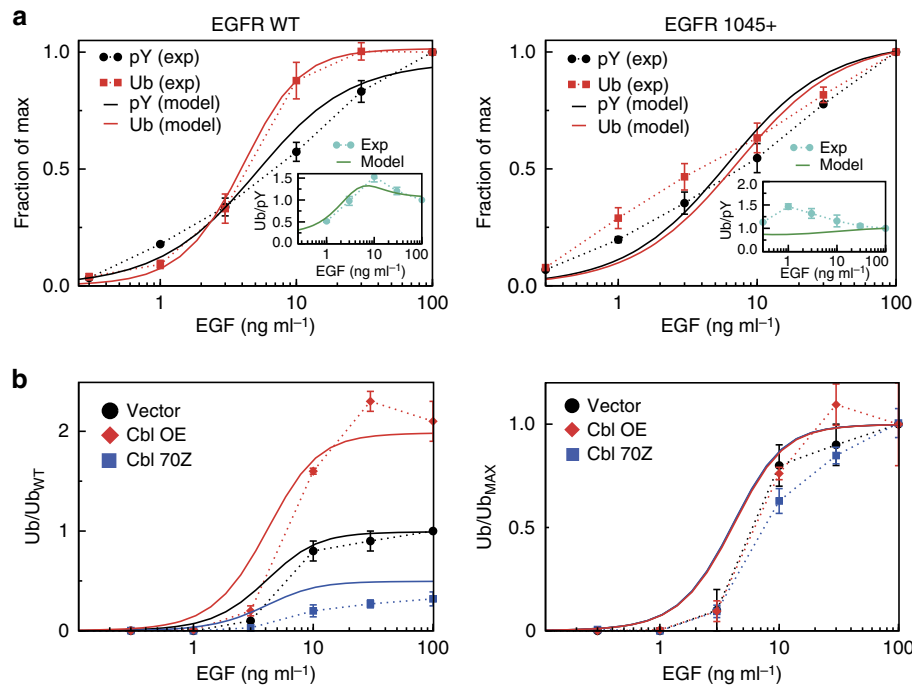 a
EGFR WT
EGFR 1045+
Fraction of max
1.0
0.5
0.0
pY (exp)
Ub (exp)
pY (model)
Ub (model)
Ub/pY
1.5
1.0
0.5
0.0
Exp
Model
1
10
100
EGF (ng ml⁻¹)
1
10
100
EGF (ng ml⁻¹)
Fraction of max
1.0
0.5
0.0
pY (exp)
Ub (exp)
pY (model)
Ub (model)
Exp
Model
Ub/pY
2.0
1.5
1.0
0.5
0.0
1
10
100
EGF (ng ml⁻¹)
1
10
100
EGF (ng ml⁻¹)
b
Ub/UbWT
2
1
0
Vector
Cbl OE
Cbl 70Z
1
10
100
EGF (ng ml⁻¹)
Ub/UbMAX
1.0
0.5
0
Vector
Cbl OE
Cbl 70Z
1
10
100
EGF (ng ml⁻¹)